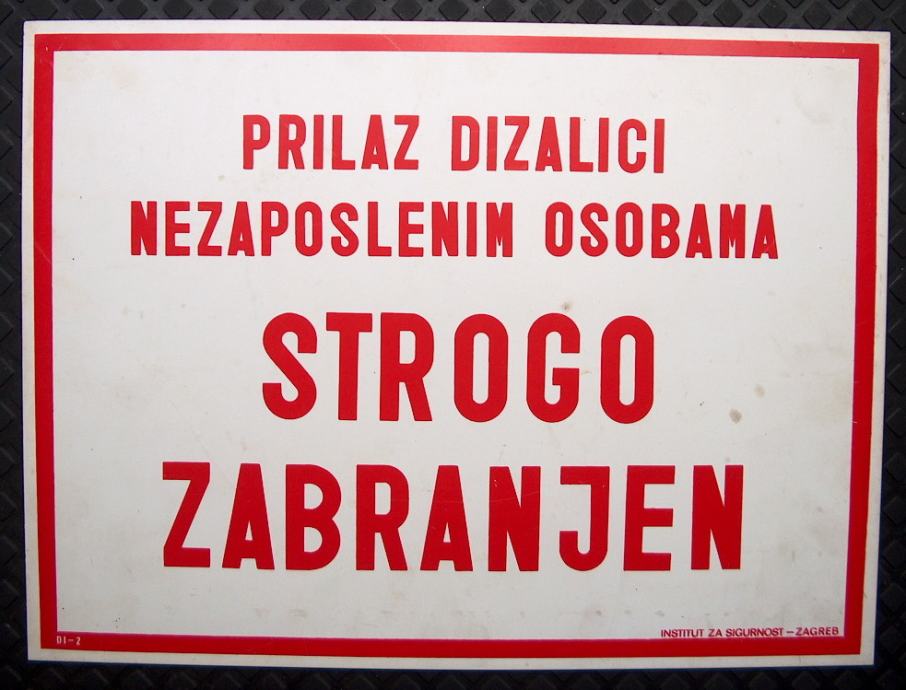 PRILAZ DIZALICI
NEZAPOSLENIM OSOBAMA
STROGO
ZABRANJEN
INSTITUT ZA SIGURNOST – ZAGREB
DI-2